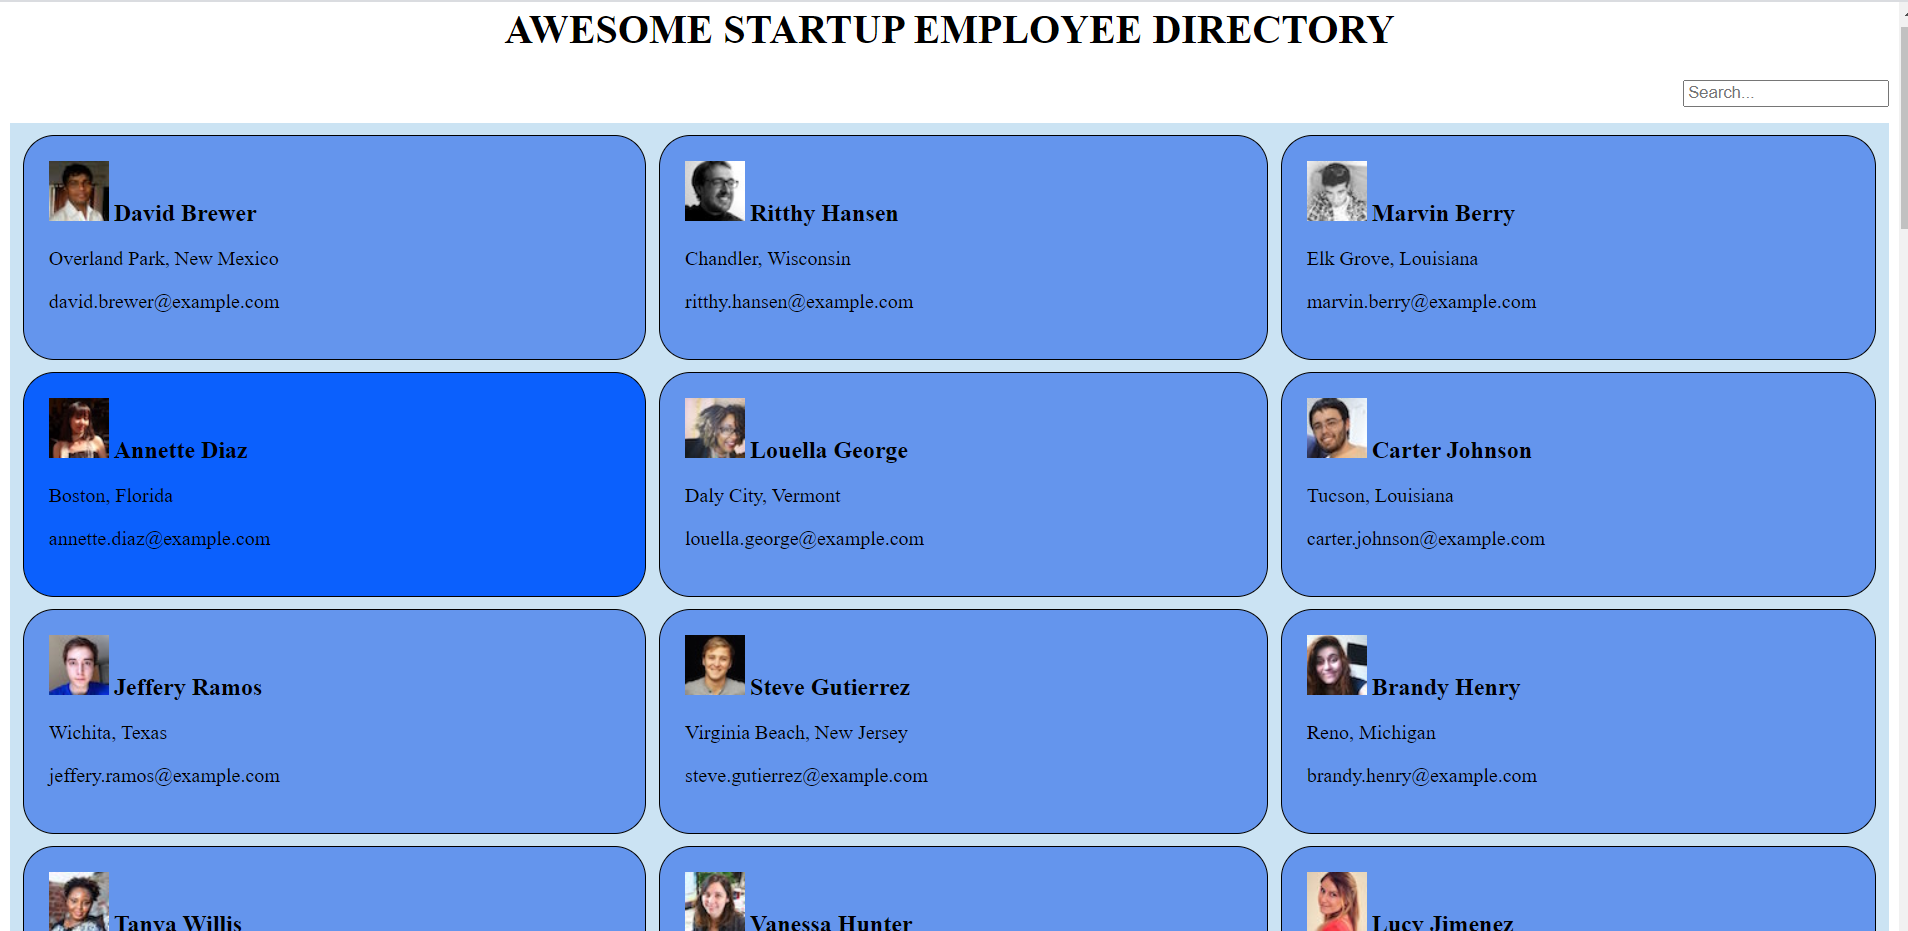 AWESOME STARTUP EMPLOYEE DIRECTORY
Search...
David Brewer
Overland Park, New Mexico
david.brewer@example.com
Ritthy Hansen
Chandler, Wisconsin
ritthy.hansen@example.com
Marvin Berry
Elk Grove, Louisiana
marvin.berry@example.com
Annette Diaz
Boston, Florida
annette.diaz@example.com
Louella George
Daly City, Vermont
louella.george@example.com
Carter Johnson
Tucson, Louisiana
carter.johnson@example.com
Jeffery Ramos
Wichita, Texas
jeffery.ramos@example.com
Steve Gutierrez
Virginia Beach, New Jersey
steve.gutierrez@example.com
Brandy Henry
Reno, Michigan
brandy.henry@example.com
Tanya Willis
Vanessa Hunter
Lucy Jimenez